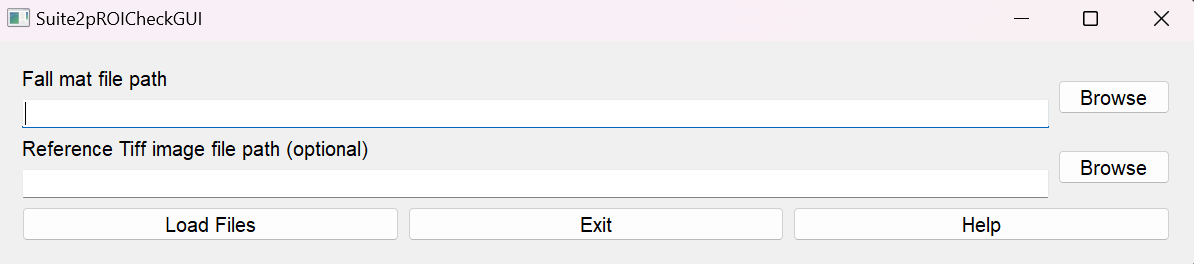 Suite2pROICheckGUI
Fall mat file path
Browse
Reference Tiff image file path (optional)
Browse
Load Files Exit Help